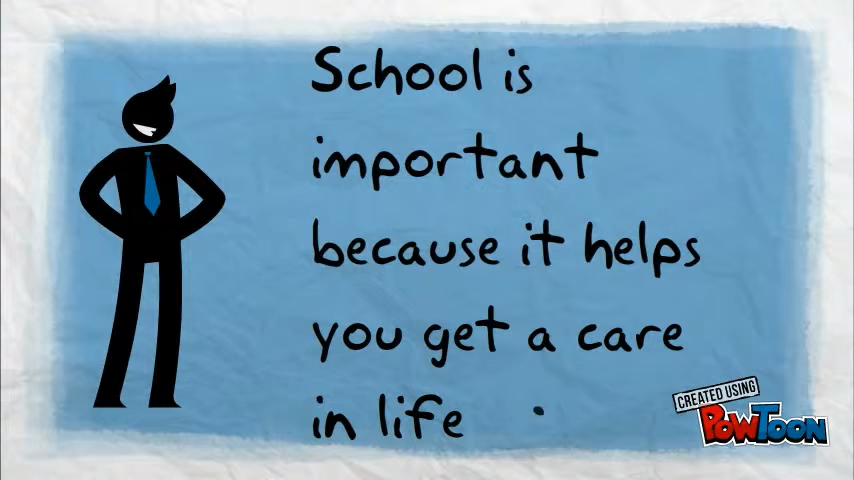 School is
important
because it helps
you get a care
in life .
CREATED USING
POWTOON